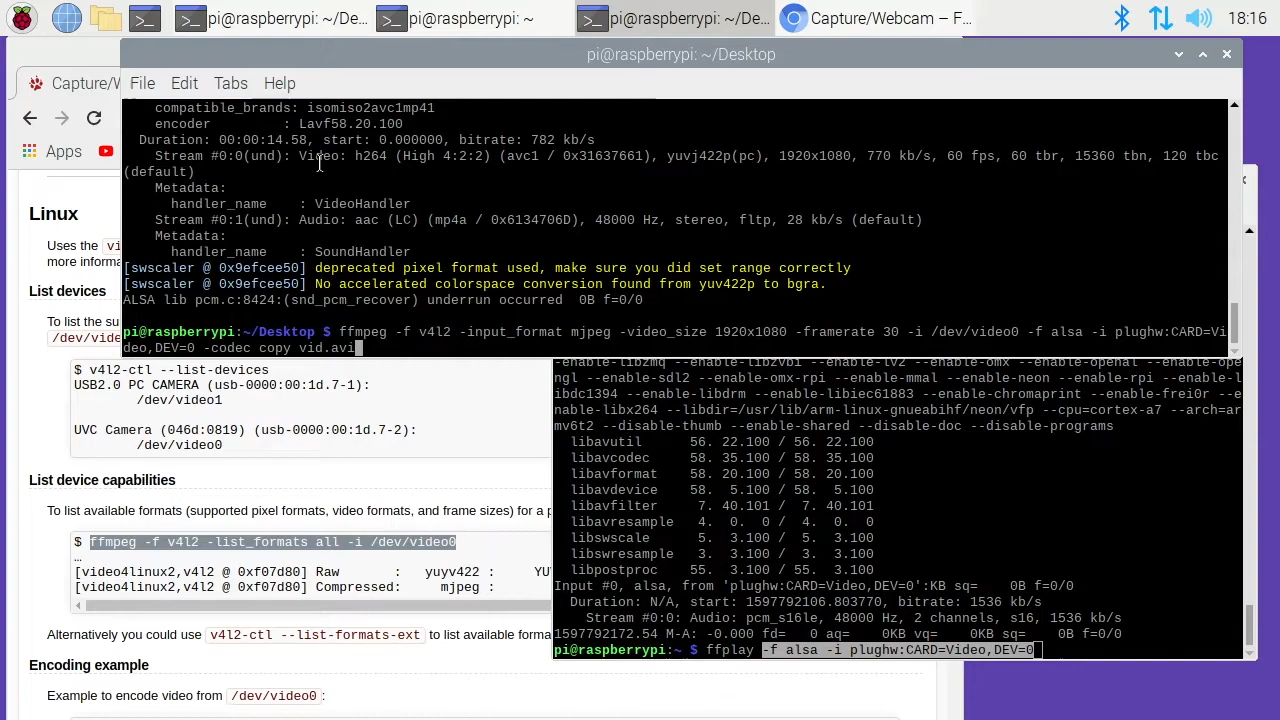 pi@raspberrypi: ~/De...
pi@raspberrypi: ~
pi@raspberrypi: ~/De...
Capture/Webcam – F...
18:16
pi@raspberrypi: ~/Desktop
Capture/W
File Edit Tabs Help
Apps
compatible_brands: isomiso2avc1mp41
encoder : Lavf58.20.100
Duration: 00:00:14.58, start: 0.000000, bitrate: 782 kb/s
Stream #0:0(und): Video: h264 (High 4:2:2) (avc1 / 0x31637661), yuvj422p(pc), 1920x1080, 770 kb/s, 60 fps, 60 tbr, 15360 tbn, 120 tbc
(default)
Metadata:
handler_name : VideoHandler
Stream #0:1(und): Audio: aac (LC) (mp4a / 0x6134706D), 48000 Hz, stereo, fltp, 28 kb/s (default)
Metadata:
handler_name : SoundHandler
[swscaler @ 0x9efcee50] deprecated pixel format used, make sure you did set range correctly
[swscaler @ 0x9efcee50] No accelerated colorspace conversion found from yuv422p to bgra.
ALSA lib pcm.c:8424:(snd_pcm_recover) underrun occurred 0B f=0/0
pi@raspberrypi:~/Desktop $ ffmpeg -f v4l2 -input_format mjpeg -video_size 1920x1080 -framerate 30 -i /dev/video0 -f alsa -i plughw:CARD=Vi
deo,DEV=0 -codec copy vid.avi
Linux
Uses the vi
more informa
List devices
To list the su
/dev/vide
$ v4l2-ctl --list-devices
USB2.0 PC CAMERA (usb-0000:00:1d.7-1):
/dev/video1
UVC Camera (046d:0819) (usb-0000:00:1d.7-2):
/dev/video0
List device capabilities
To list available formats (supported pixel formats, video formats, and frame sizes) for a p
$ ffmpeg -f v4l2 -list_formats all -i /dev/video0
…
[video4linux2,v4l2 @ 0xf07d80] Raw : yuyv422 : YU
[video4linux2,v4l2 @ 0xf07d80] Compressed: mjpeg :
Alternatively you could use v4l2-ctl --list-formats-ext to list available forma
Encoding example
Example to encode video from /dev/video0 :
-enable-libzmq --enable-libzvbi --enable-lv2 --enable-omx --enable-openal --enable-ope
ngl --enable-sdl2 --enable-omx-rpi --enable-mmal --enable-neon --enable-rpi --enable-l
ibdc1394 --enable-libdrm --enable-libiec61883 --enable-chromaprint --enable-frei0r --e
nable-libx264 --libdir=/usr/lib/arm-linux-gnueabihf/neon/vfp --cpu=cortex-a7 --arch=ar
mv6t2 --disable-thumb --enable-shared --disable-doc --disable-programs
libavutil 56. 22.100 / 56. 22.100
libavcodec 58. 35.100 / 58. 35.100
libavformat 58. 20.100 / 58. 20.100
libavdevice 58. 5.100 / 58. 5.100
libavfilter 7. 40.101 / 7. 40.101
libavresample 4. 0. 0 / 4. 0. 0
libswscale 5. 3.100 / 5. 3.100
libswresample 3. 3.100 / 3. 3.100
libpostproc 55. 3.100 / 55. 3.100
Input #0, alsa, from 'plughw:CARD=Video,DEV=0':KB sq= 0B f=0/0
Duration: N/A, start: 1597792106.803770, bitrate: 1536 kb/s
Stream #0:0: Audio: pcm_s16le, 48000 Hz, 2 channels, s16, 1536 kb/s
1597792172.54 M-A: -0.000 fd= 0 aq= 0KB vq= 0KB sq= 0B f=0/0
pi@raspberrypi:~ $ ffplay -f alsa -i plughw:CARD=Video,DEV=0